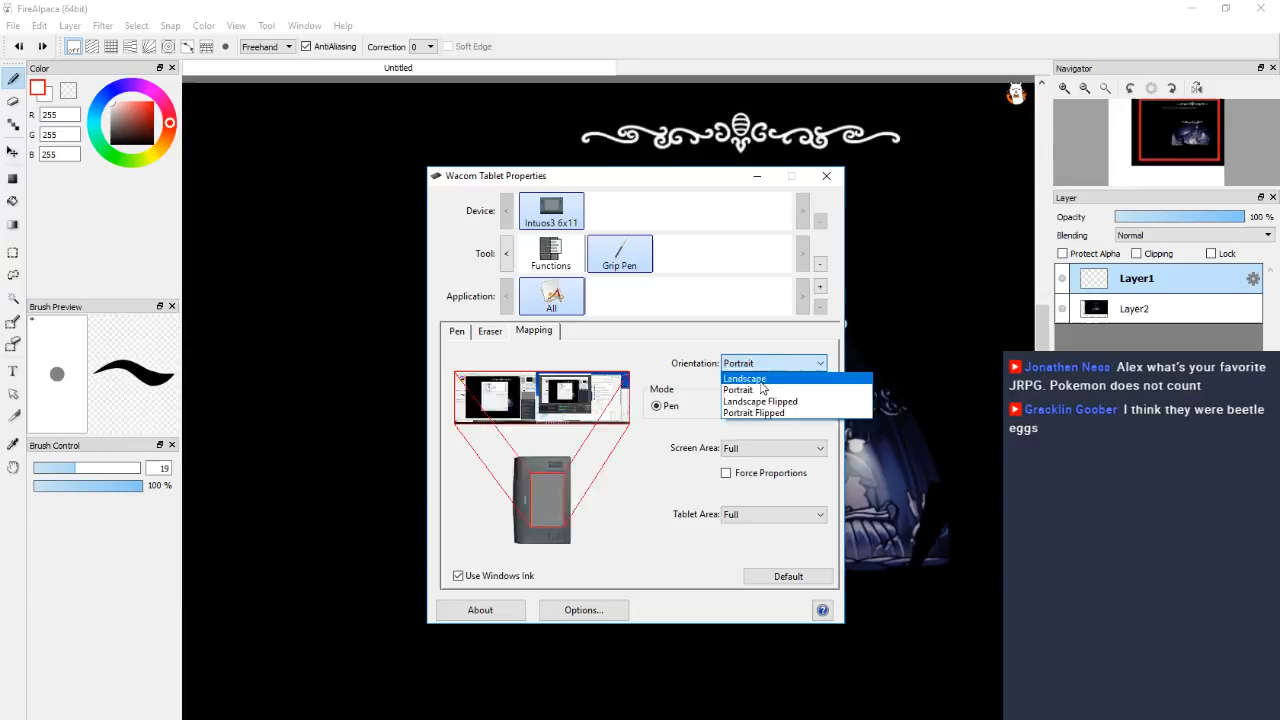 FireAlpaca (64bit)
File Edit Layer Filter Select Snap Color View Tool Window Help
off Freehand AntiAliasing Correction 0 Soft Edge
Color
Untitled
Navigator
R 255
G 255
B 255
Wacom Tablet Properties
Device: Intuos3 6x11
Tool: Functions Grip Pen
Application: All
Pen Eraser Mapping
Orientation: Portrait
Landscape
Portrait
Landscape Flipped
Portrait Flipped
Mode
Pen
Screen Area: Full
Force Proportions
Tablet Area: Full
Use Windows Ink
Default
About Options...
Layer
Opacity 100 %
Blending Normal
Protect Alpha Clipping Lock
Layer1
Layer2
Brush Preview
Brush Control
19
100 %
Jonathan Ness Alex what's your favorite
JRPG. Pokemon does not count
Gracklin Goober I think they were beetle
eggs